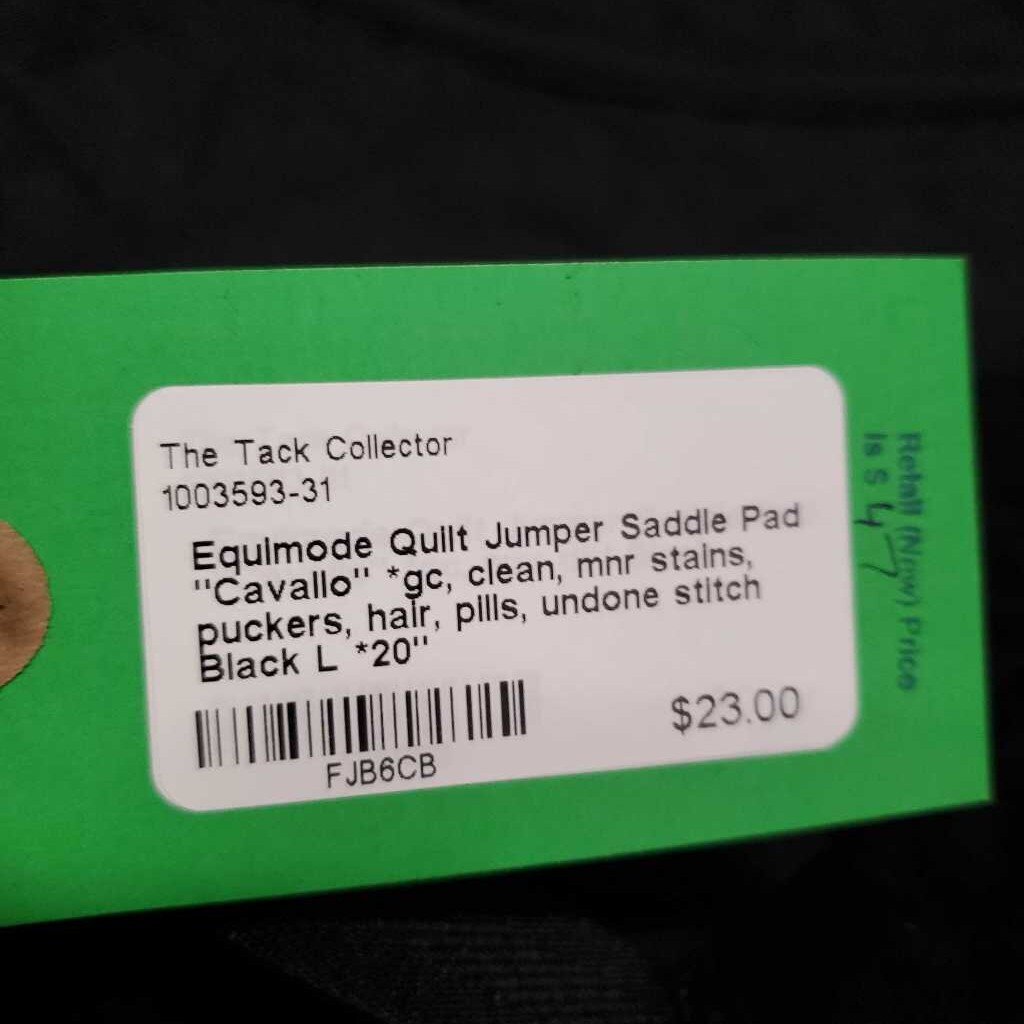 The Tack Collector
1003593-31
Equimode Quilt Jumper Saddle Pad
"Cavallo" *gc, clean, mnr stains,
puckers, hair, pills, undone stitch
Black L *20"
$23.00
FJB6CB
Retail (New) Price
is $ 47